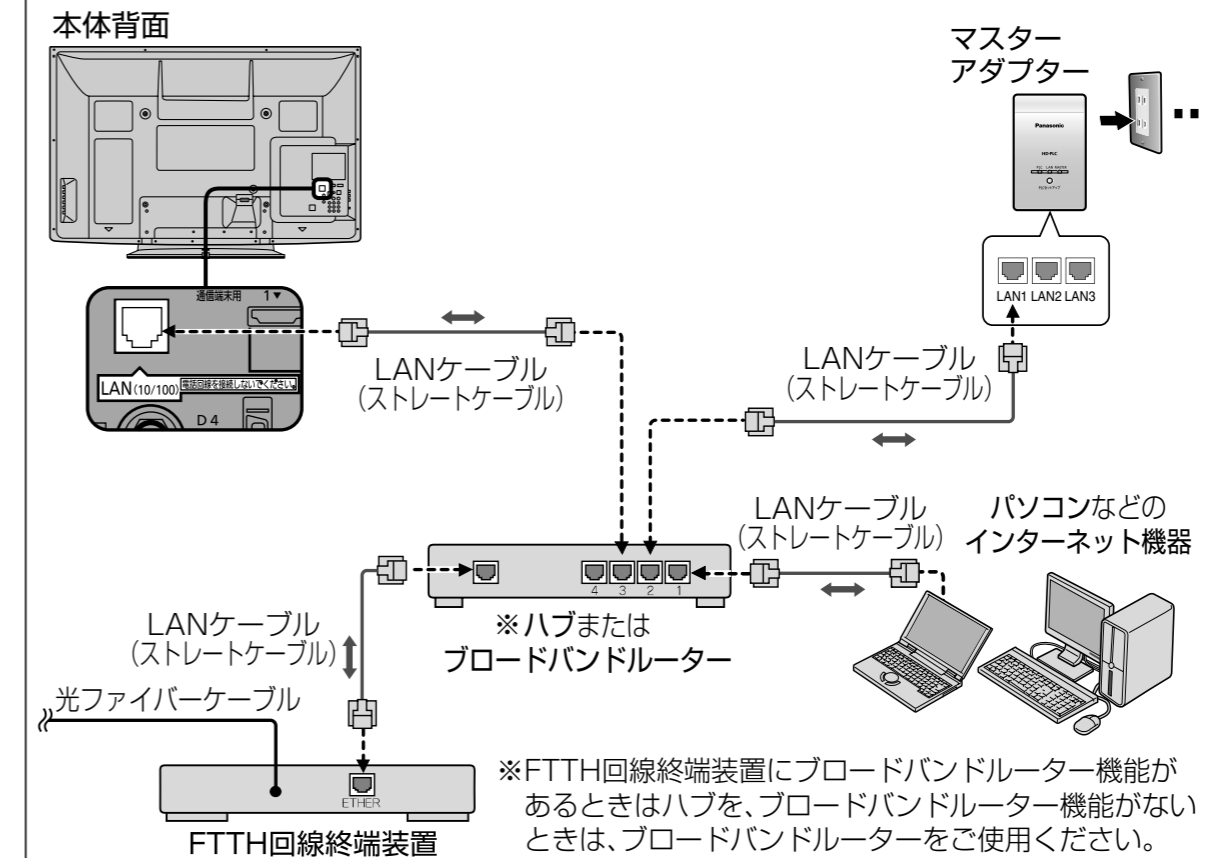 本体背面
マスター
アダプター
Panasonic
HD-PLC
PLC LAN MASTER
LAN1 LAN2 LAN3
通信端末用 1▼
LAN(10/100)
電話回線を接続しないでください。
D4
LANケーブル
(ストレートケーブル)
LANケーブル
(ストレートケーブル)
LANケーブル
(ストレートケーブル)
パソコンなどの
インターネット機器
4 3 2 1
※ハブまたは
ブロードバンドルーター
LANケーブル
(ストレートケーブル)
光ファイバーケーブル
ETHER
FTTH回線終端装置
※FTTH回線終端装置にブロードバンドルーター機能が
あるときはハブを、ブロードバンドルーター機能がない
ときは、ブロードバンドルーターをご使用ください。